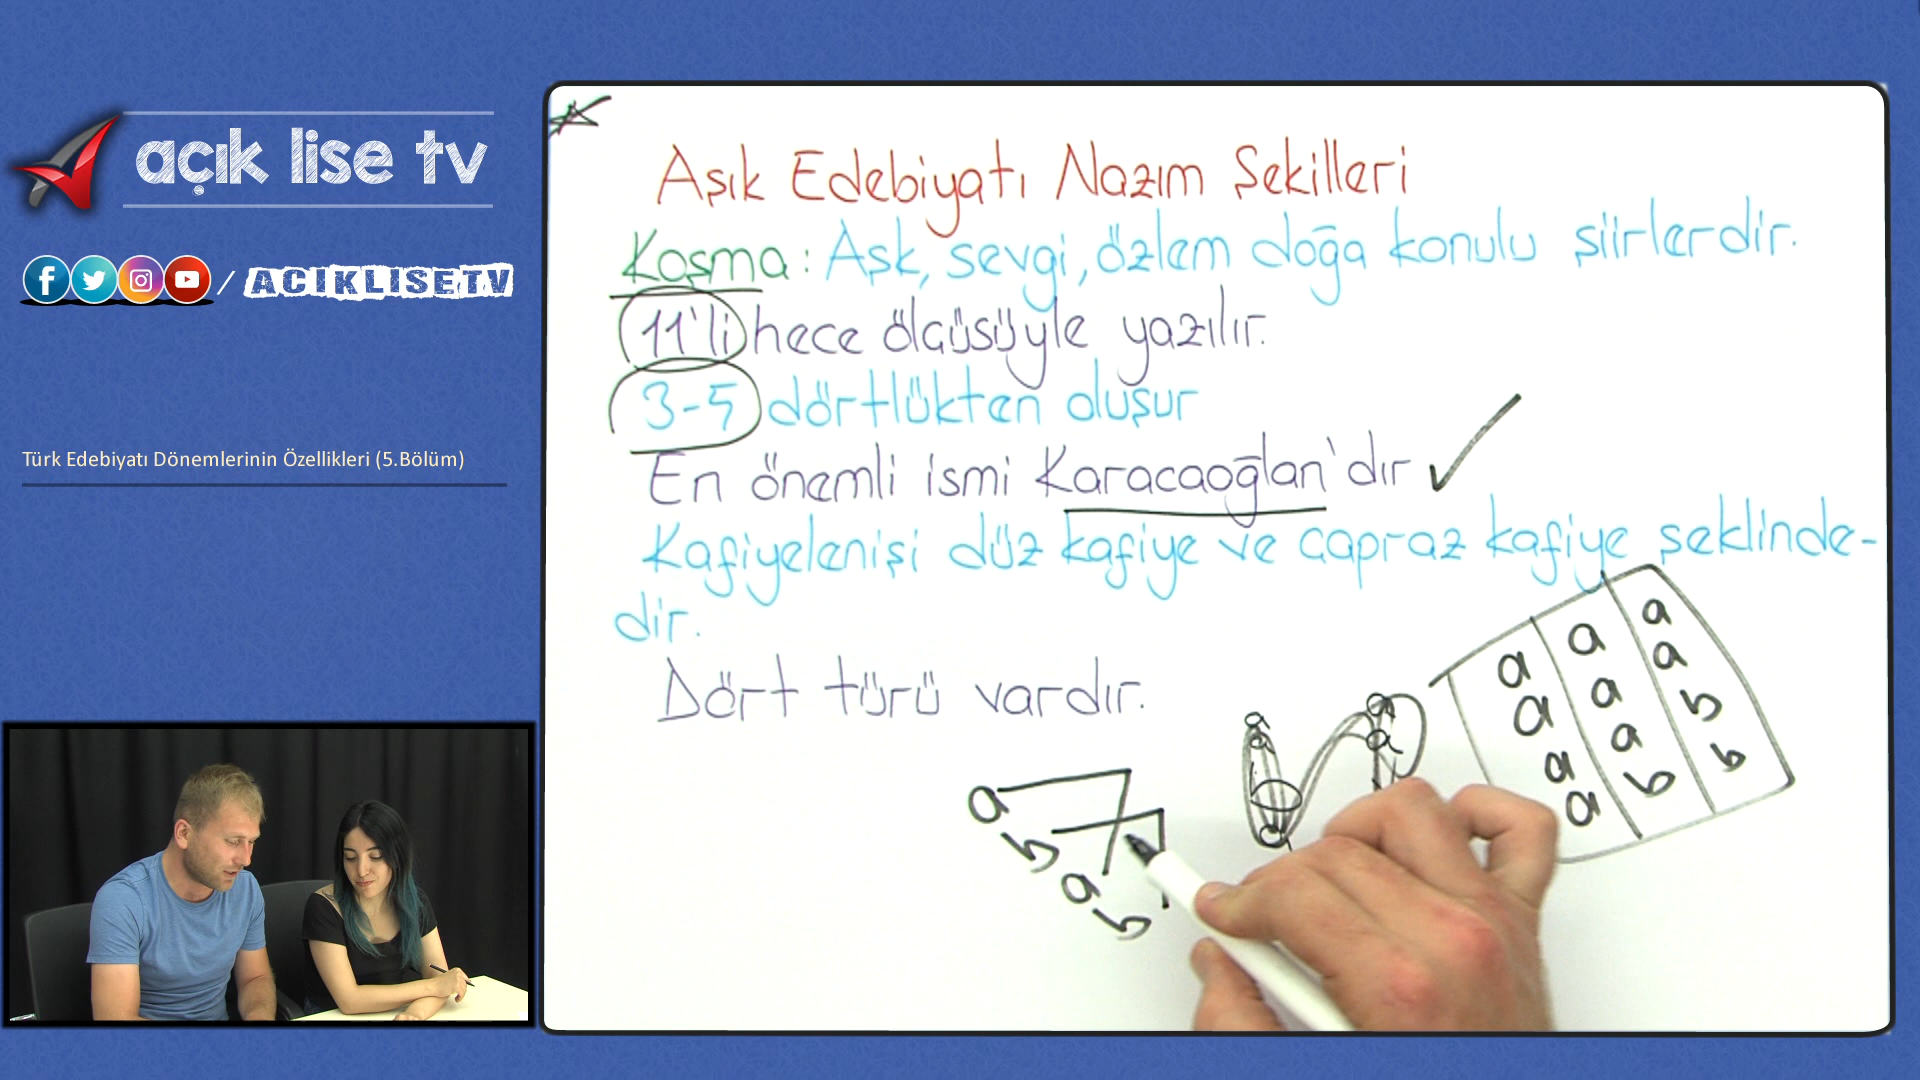 açık lise tv
/ ACIKLISETV
Türk Edebiyatı Dönemlerinin Özellikleri (5.Bölüm)
Aşık Edebiyatı Nazım Şekilleri
Koşma: Aşk, sevgi, özlem doğa konulu şiirlerdir.
11'li hece ölçüsüyle yazılır.
3-5 dörtlükten oluşur
En önemli ismi Karacaoğlan'dır
Kafiyelenişi düz kafiye ve çapraz kafiye şeklinde-
dir.
Dört türü vardır.
a
b
a
b
a
a
a
a
a
a
a
a
a
a
b
a
a
b
b